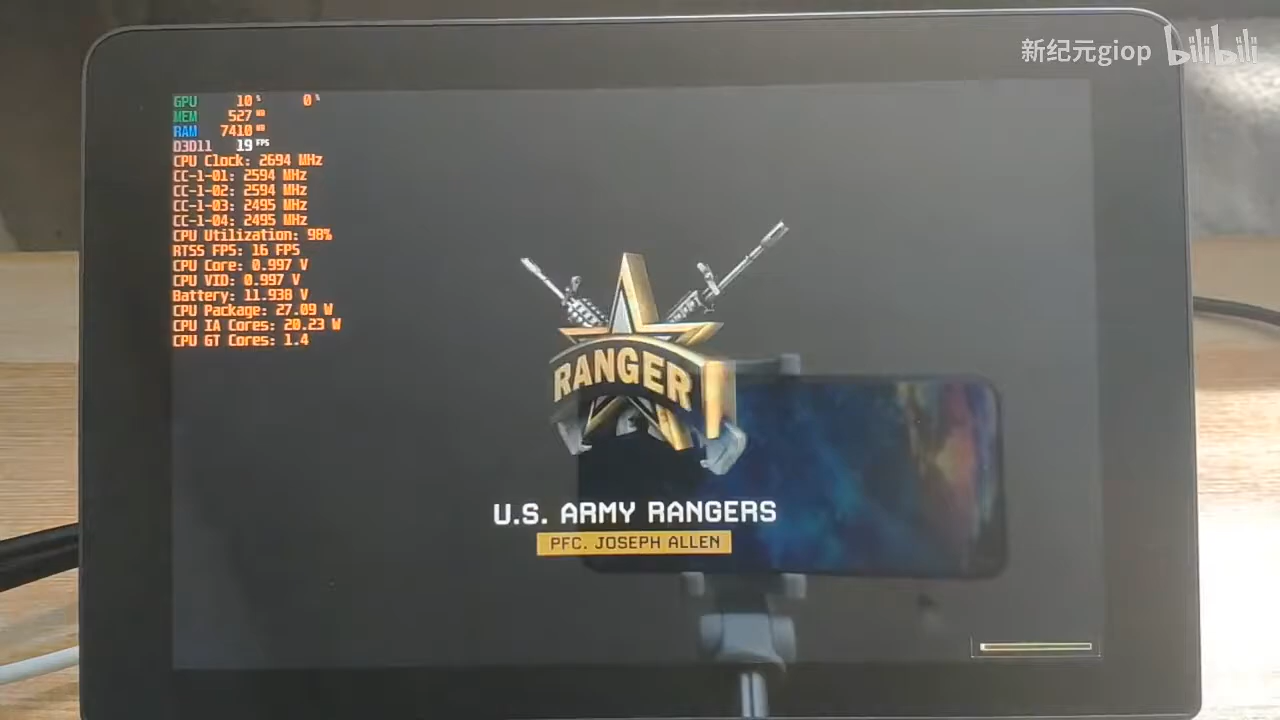 新纪元giop bilibili
GPU 10 % 0 %
MEM 527 MB
RAM 7410 MB
D3D11 19 FPS
CPU Clock: 2694 MHz
CC-1-01: 2594 MHz
CC-1-02: 2594 MHz
CC-1-03: 2495 MHz
CC-1-04: 2495 MHz
CPU Utilization: 98%
RTSS FPS: 16 FPS
CPU Core: 0.997 V
CPU VID: 0.997 V
Battery: 11.938 V
CPU Package: 27.09 W
CPU IA Cores: 20.23 W
CPU GT Cores: 1.4
RANGER
U.S. ARMY RANGERS
PFC. JOSEPH ALLEN